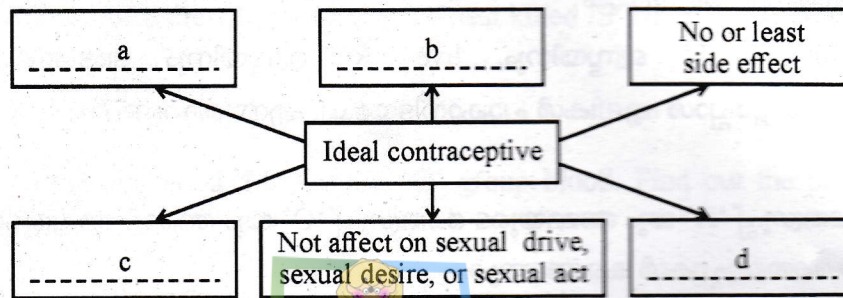 a
b
No or least
side effect
Ideal contraceptive
c
Not affect on sexual drive,
sexual desire, or sexual act
d